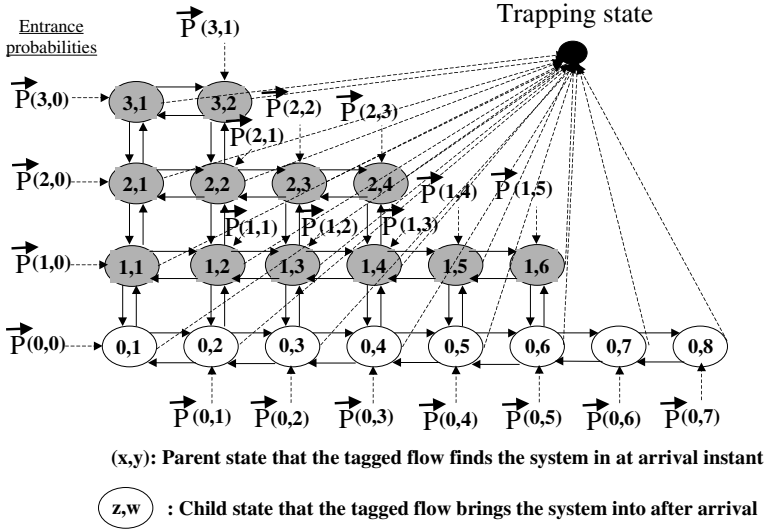 Trapping state
Entrance
probabilities
P(3,1)
P(3,0)
3,1
3,2
P(2,2)
P(2,3)
P(2,1)
P(2,0)
2,1
2,2
2,3
2,4
P(1,4)
P(1,5)
P(1,1)
P(1,2)
P(1,3)
P(1,0)
1,1
1,2
1,3
1,4
1,5
1,6
P(0,0)
0,1
0,2
0,3
0,4
0,5
0,6
0,7
0,8
P(0,1)
P(0,2)
P(0,3)
P(0,4)
P(0,5)
P(0,6)
P(0,7)
(x,y): Parent state that the tagged flow finds the system in at arrival instant
z,w : Child state that the tagged flow brings the system into after arrival